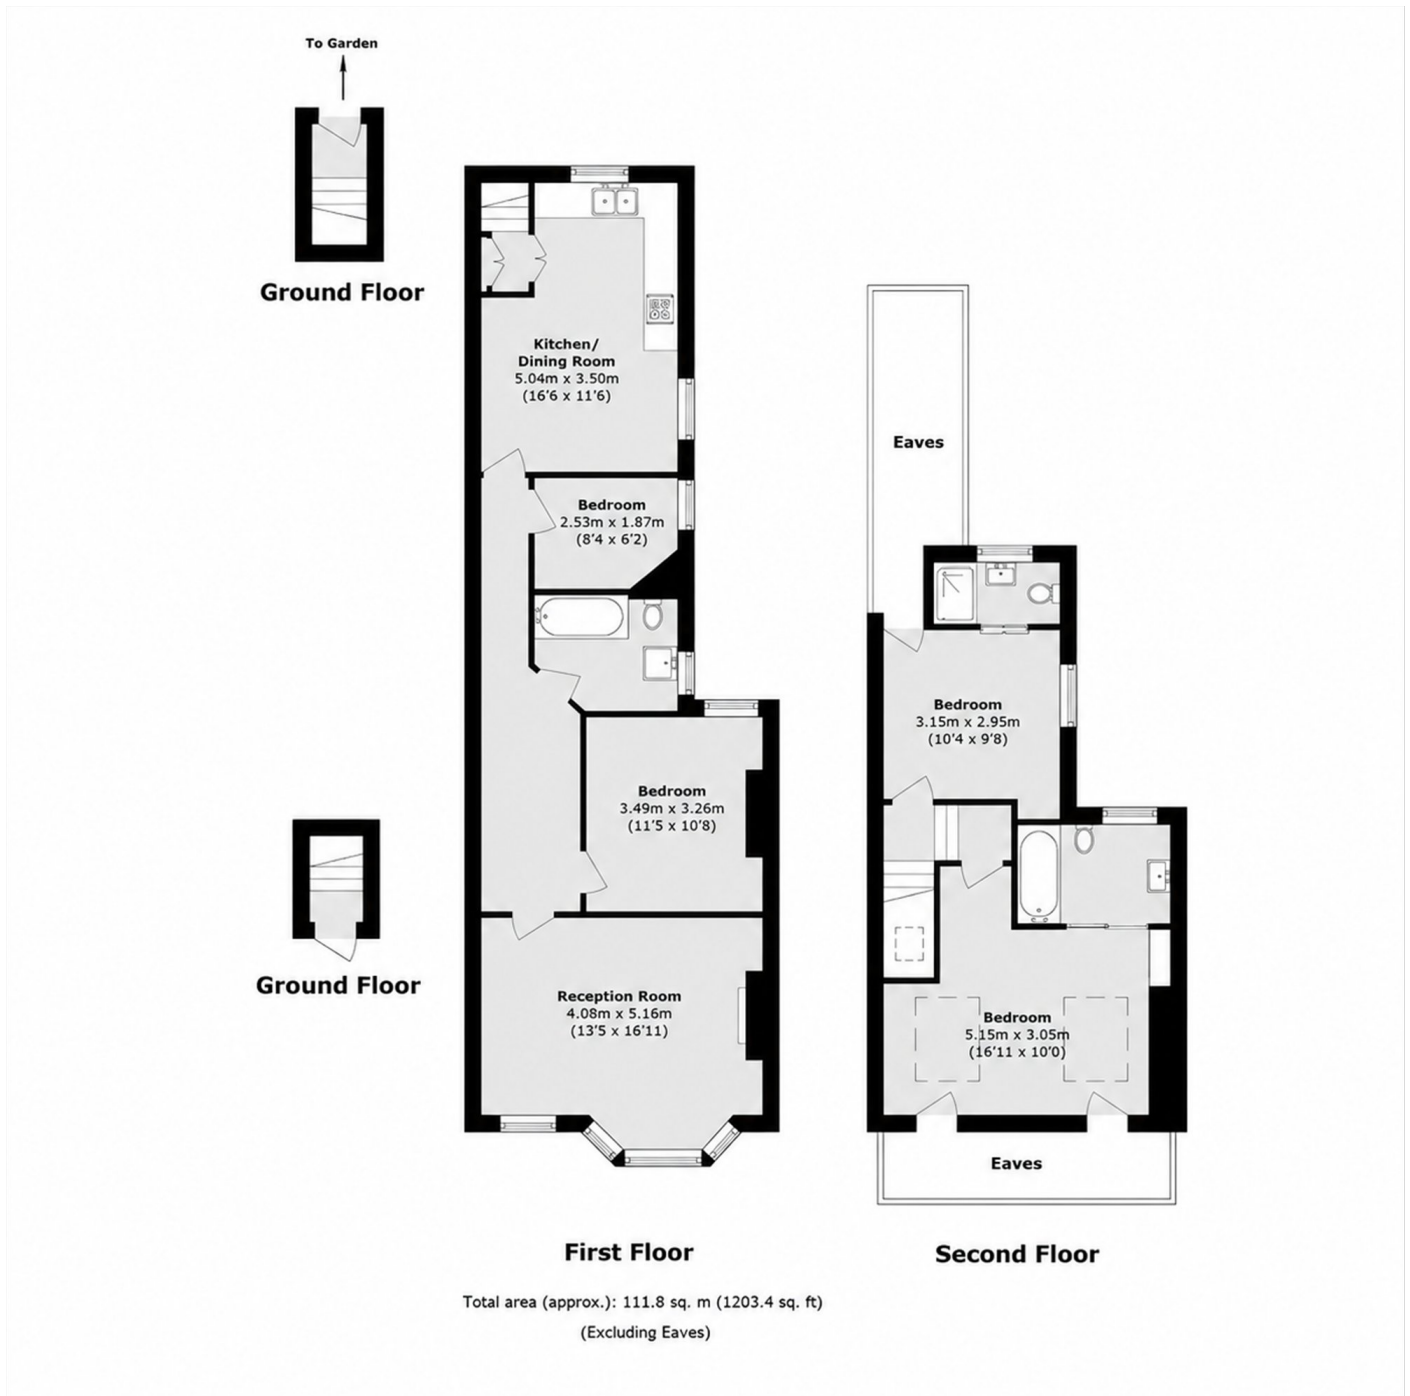 To Garden
Ground Floor
Kitchen/
Dining Room
5.04m x 3.50m
(16'6 x 11'6)
Bedroom
2.53m x 1.87m
(8'4 x 6'2)
Bedroom
3.49m x 3.26m
(11'5 x 10'8)
Ground Floor
Reception Room
4.08m x 5.16m
(13'5 x 16'11)
First Floor
Eaves
Bedroom
3.15m x 2.95m
(10'4 x 9'8)
Bedroom
5.15m x 3.05m
(16'11 x 10'0)
Eaves
Second Floor
Total area (approx.): 111.8 sq. m (1203.4 sq. ft)
(Excluding Eaves)